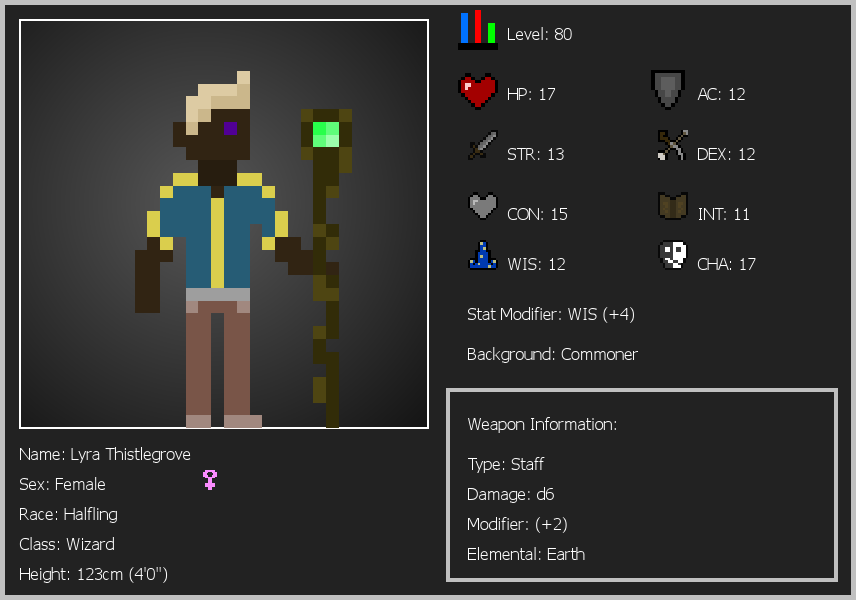 Level: 80
HP: 17
AC: 12
STR: 13
DEX: 12
CON: 15
INT: 11
WIS: 12
CHA: 17
Stat Modifier: WIS (+4)
Background: Commoner
Weapon Information:
Type: Staff
Damage: d6
Modifier: (+2)
Elemental: Earth
Name: Lyra Thistlegrove
Sex: Female
Race: Halfling
Class: Wizard
Height: 123cm (4'0")